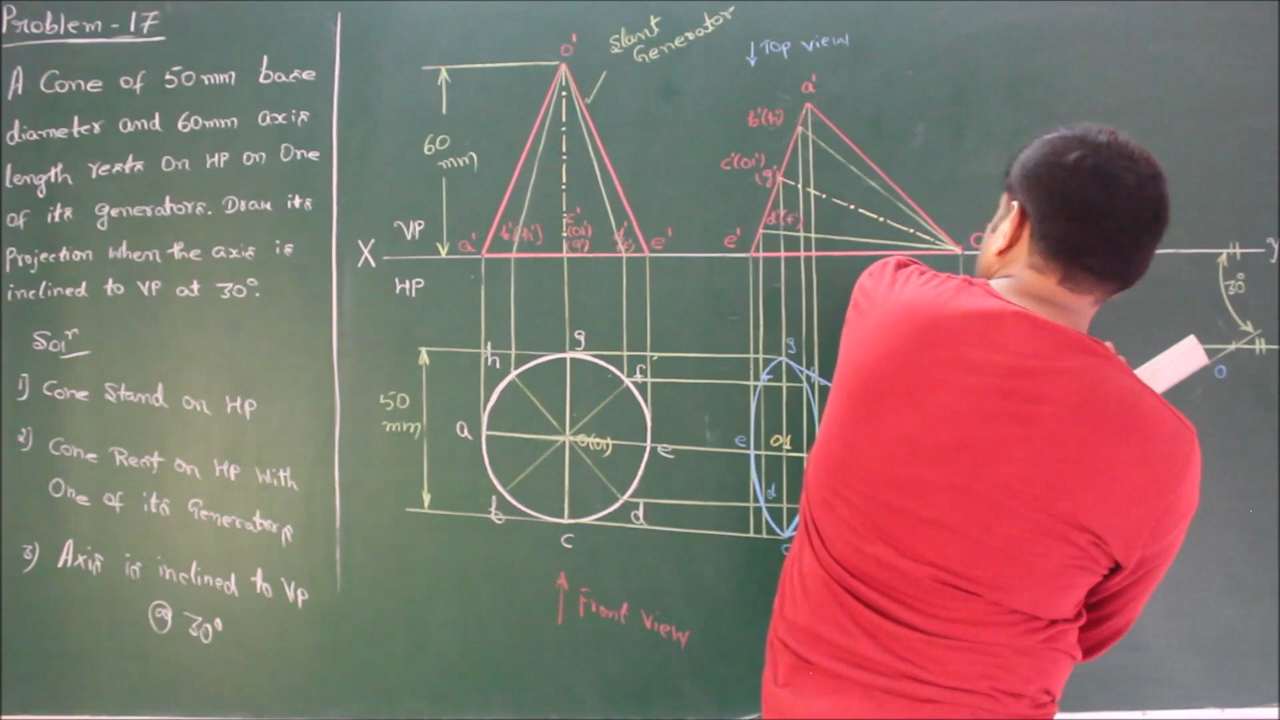 Problem - 17
A Cone of 50mm base
diameter and 60mm axis
length rests on HP on One
of its generators. Draw its
Projection when the axis is
inclined to VP at 30°.
Solⁿ
1) Cone Stand on HP
2) Cone Rest on HP with
One of its Generators
3) Axis is inclined to VP
@ 30°
o'
Slant
Generator
60
mm
VP
X
HP
a'
b'(h')
c'
(o1')
(g')
d'
(f')
e'
50
mm
h
g
f
a
o(o1)
e
b
d
c
↑ Front View
↓ Top View
a'
b'(h')
c'(o1')
(g')
d'(f')
e'
g
e
o1
d
30°
o